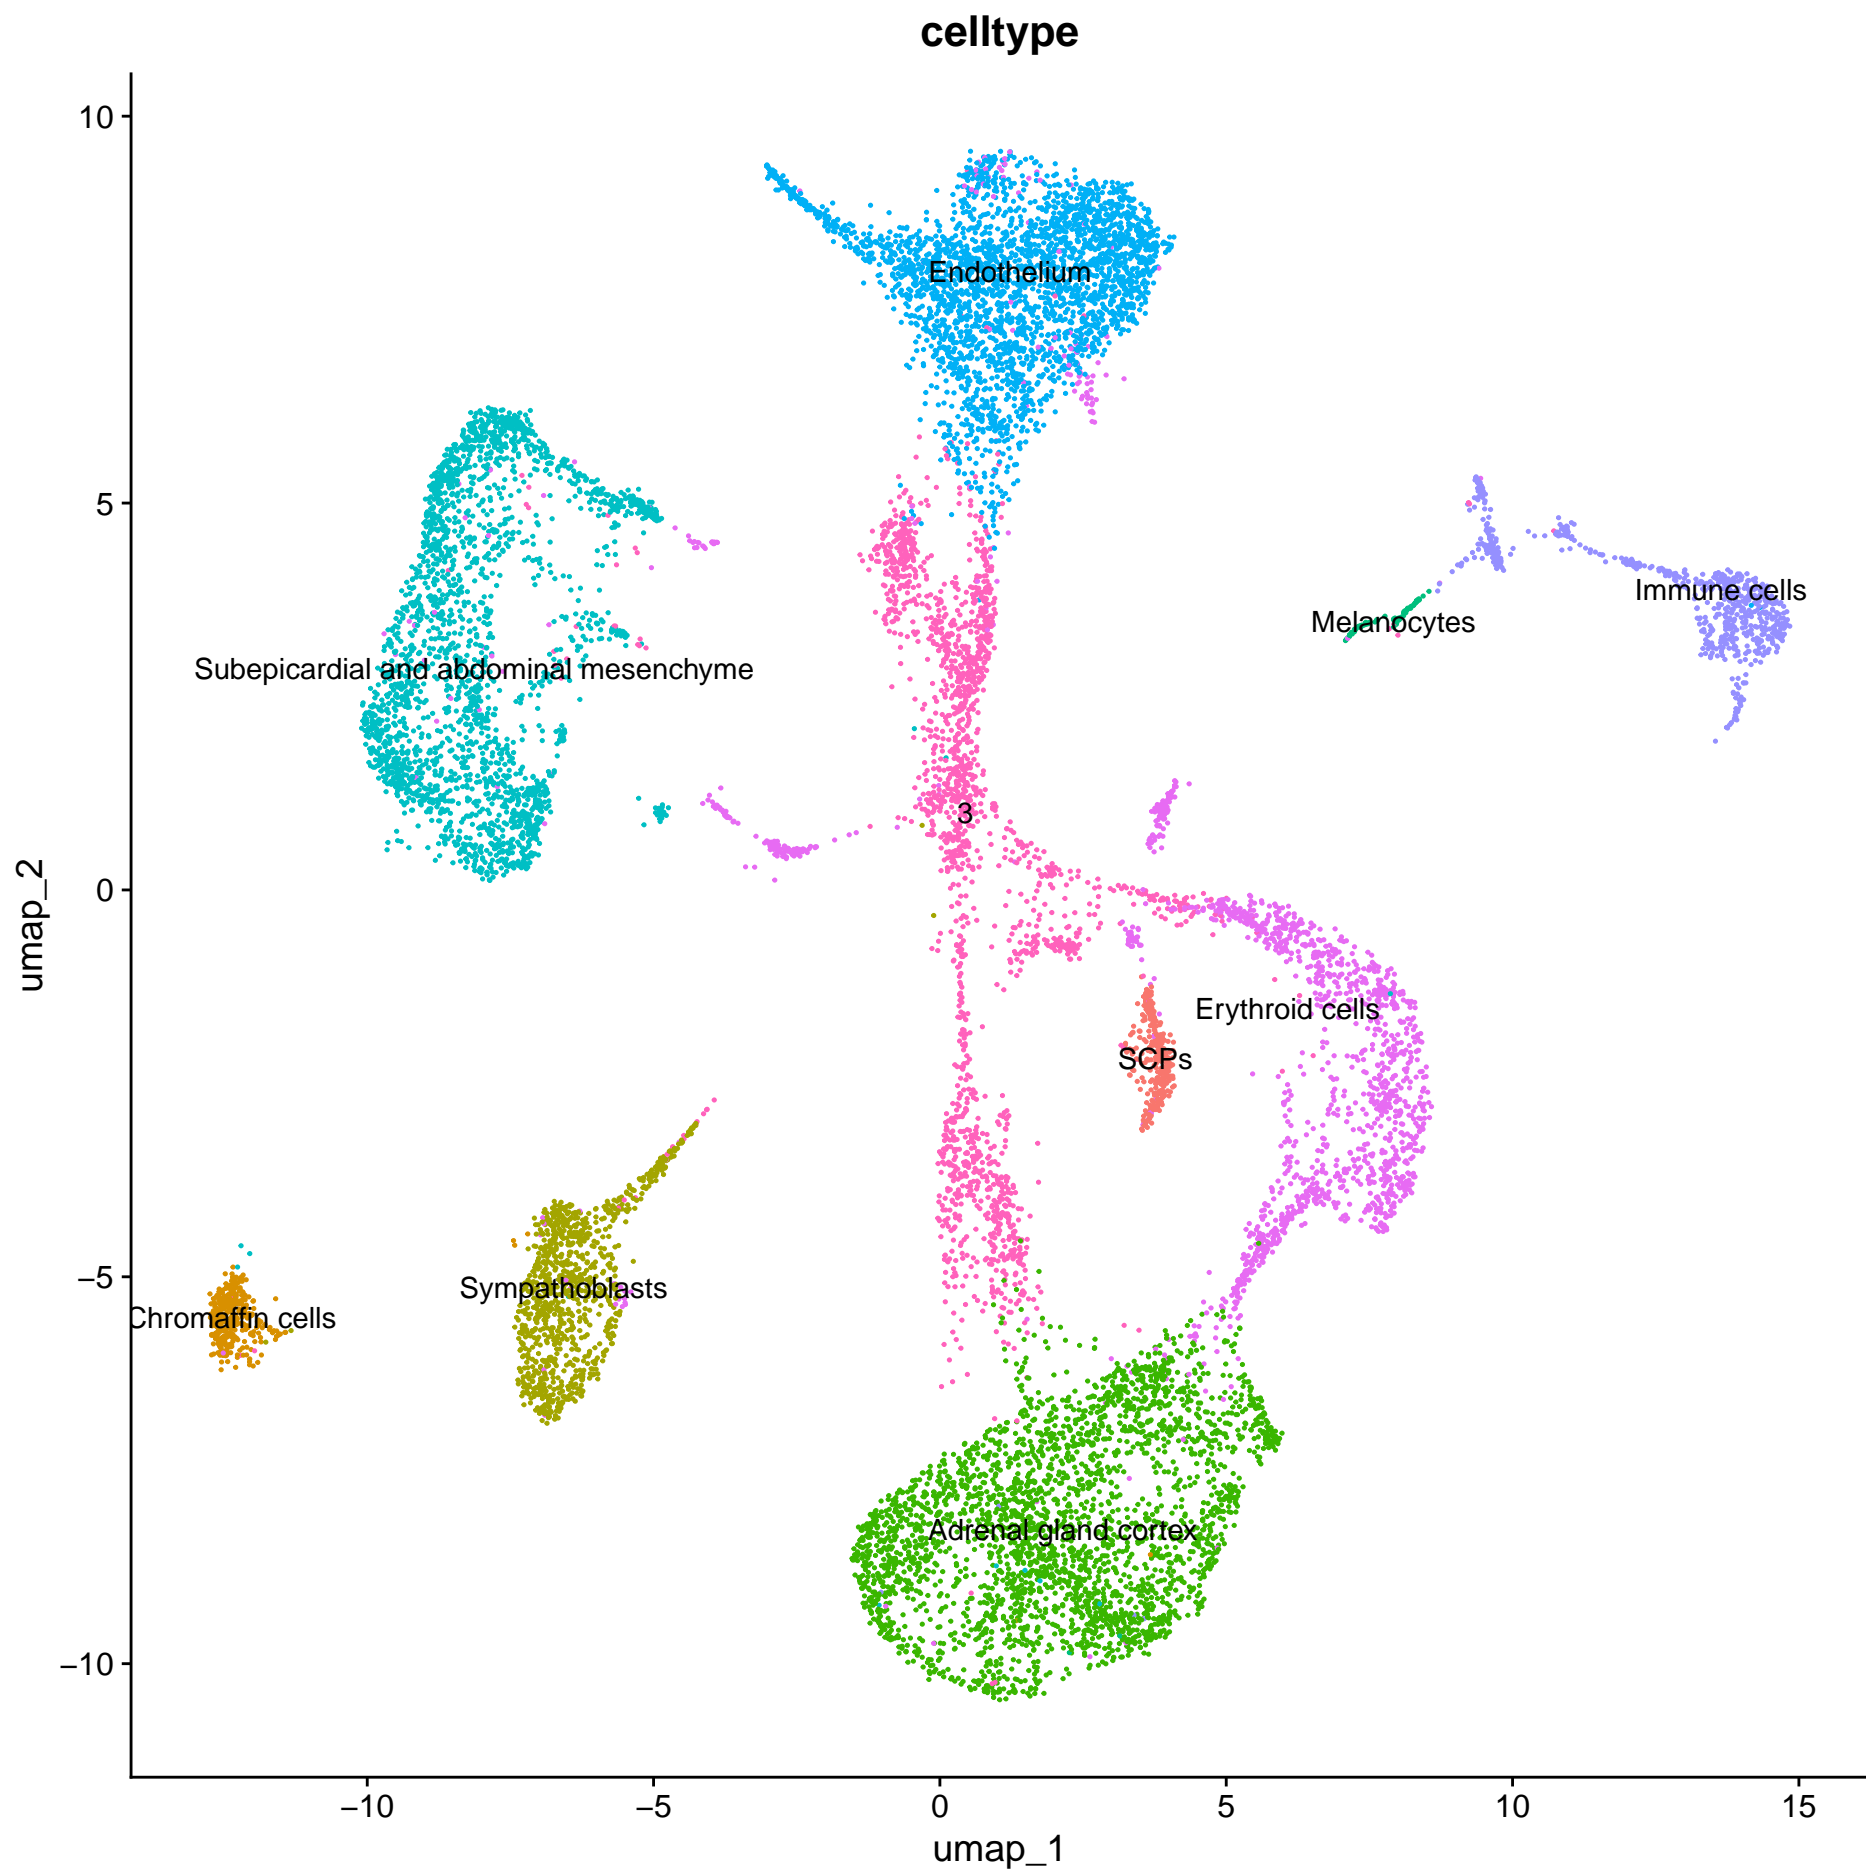 celltype
10
Endothelium
5
Immune cells
Melanocytes
Subepicardial and abdominal mesenchyme
3
0
umap_2
Erythroid cells
SCPs
−5
Sympathoblasts
Chromaffin cells
Adrenal gland cortex
−10
−10 −5 0 5 10 15
umap_1